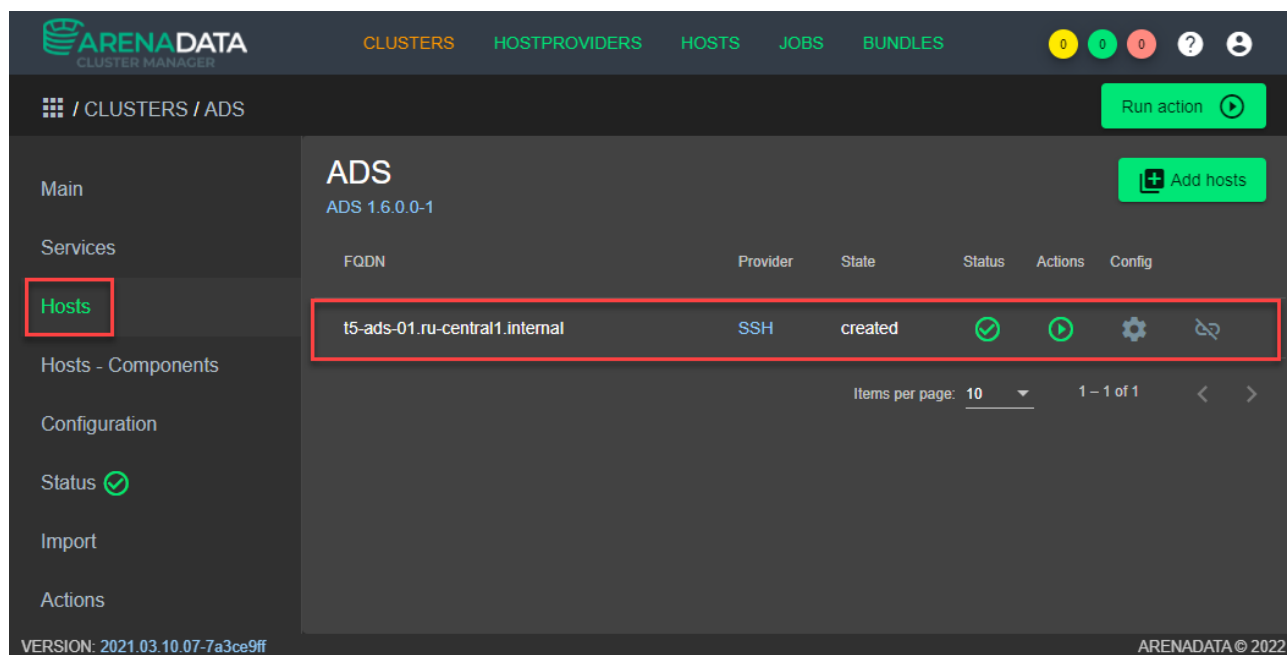 ARENADATA
CLUSTER MANAGER
CLUSTERS HOSTPROVIDERS HOSTS JOBS BUNDLES 0 0 0 ?
/ CLUSTERS / ADS Run action
Main
Services
Hosts
Hosts - Components
Configuration
Status
Import
Actions
ADS
Add hosts
ADS 1.6.0.0-1
FQDN Provider State Status Actions Config
t5-ads-01.ru-central1.internal SSH created
Items per page: 10 1 – 1 of 1
VERSION: 2021.03.10.07-7a3ce9ff ARENADATA © 2022